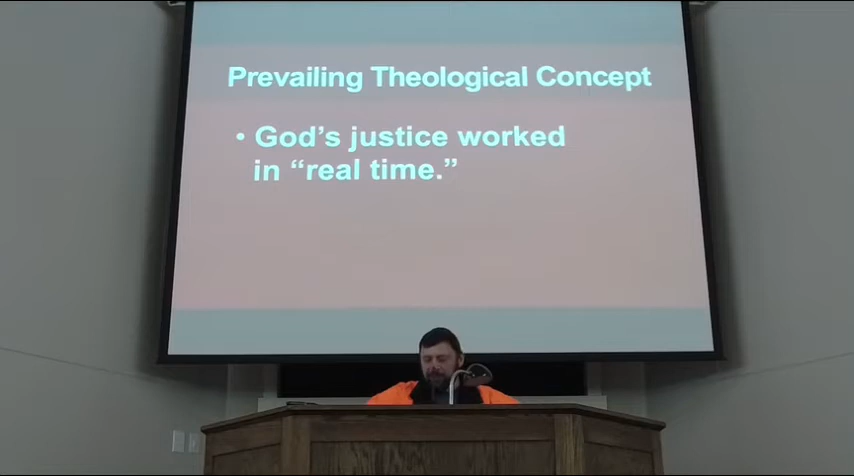 Prevailing Theological Concept
• God’s justice worked
in “real time.”